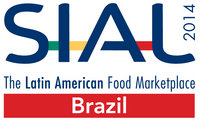 SIAL 2014
The Latin American Food Marketplace
Brazil